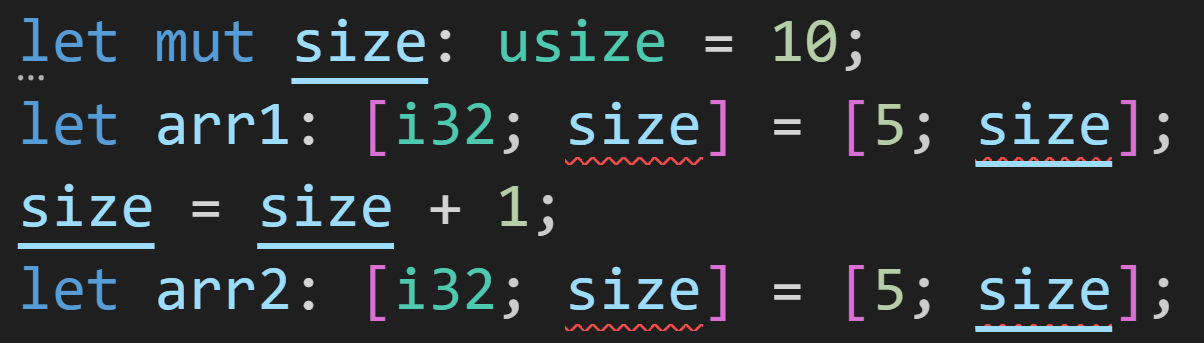 let mut size: usize = 10;
let arr1: [i32; size] = [5; size];
size = size + 1;
let arr2: [i32; size] = [5; size];